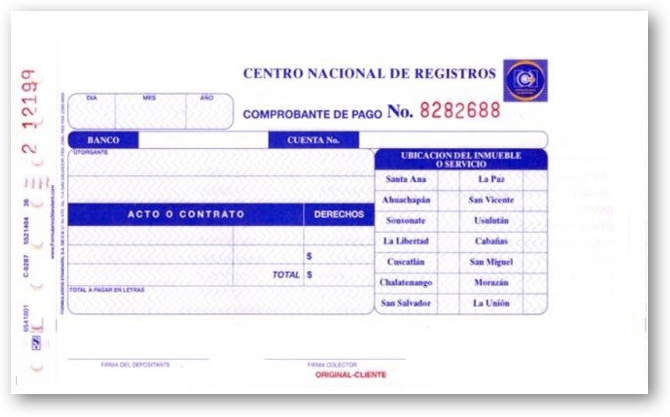 CENTRO NACIONAL DE REGISTROS
DIA MES AÑO
COMPROBANTE DE PAGO No. 8282688
BANCO CUENTA No.
OTORGANTE
UBICACION DEL INMUEBLE
O SERVICIO
Santa Ana La Paz
Ahuachapán San Vicente
Sonsonate Usulután
La Libertad Cabañas
Cuscatlán San Miguel
Chalatenango Morazán
San Salvador La Unión
ACTO O CONTRATO DERECHOS
$
TOTAL $
TOTAL A PAGAR EN LETRAS
FIRMA DEL DEPOSITANTE FIRMA COLECTOR
ORIGINAL-CLIENTE
2 12199
6541801 C-0287 5521404 36